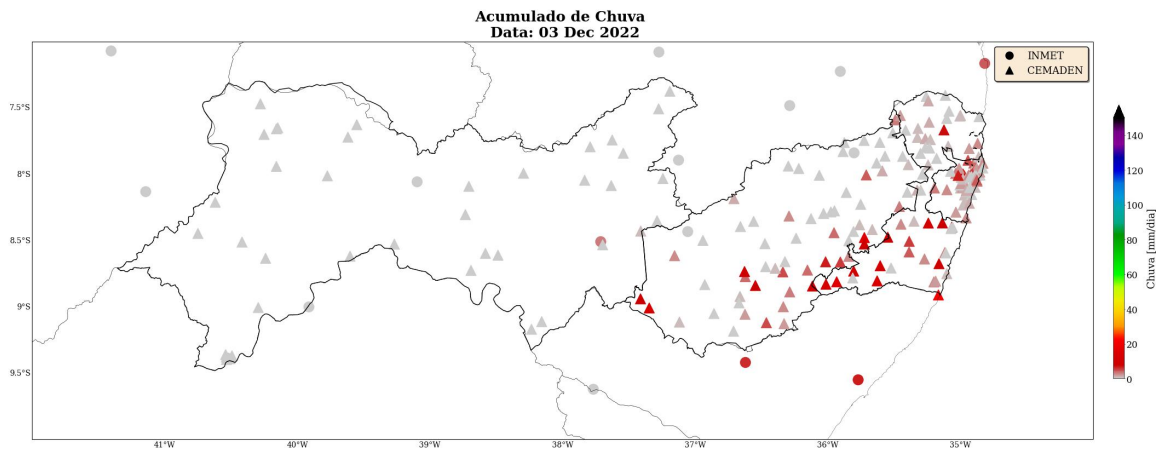 Acumulado de Chuva
Data: 03 Dec 2022
INMET
CEMADEN
7.5°S
8°S
8.5°S
9°S
9.5°S
41°W
40°W
39°W
38°W
37°W
36°W
35°W
140
120
100
80
60
40
20
0
Chuva [mm/dia]